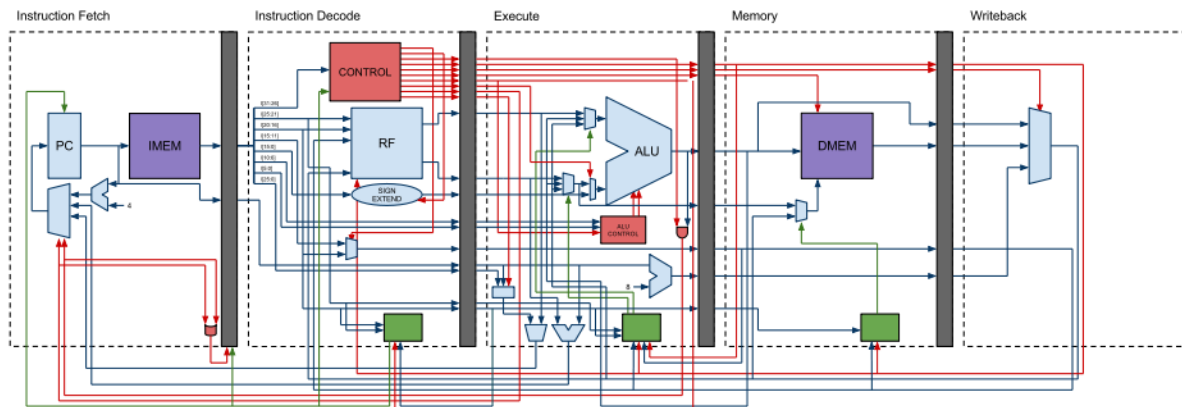 Instruction Fetch
Instruction Decode
Execute
Memory
Writeback
CONTROL
I[31:26]
I[25:21]
I[20:16]
I[15:11]
I[15:0]
I[10:6]
I[5:0]
I[25:0]
PC
IMEM
RF
ALU
DMEM
SIGN
EXTEND
4
ALU
CONTROL
8